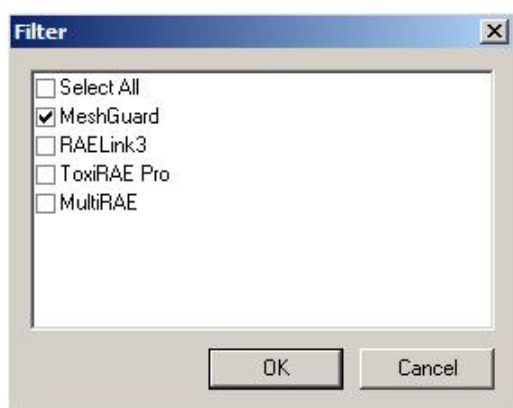 Filter
Select All
MeshGuard
RAELink3
ToxiRAE Pro
MultiRAE
OK
Cancel